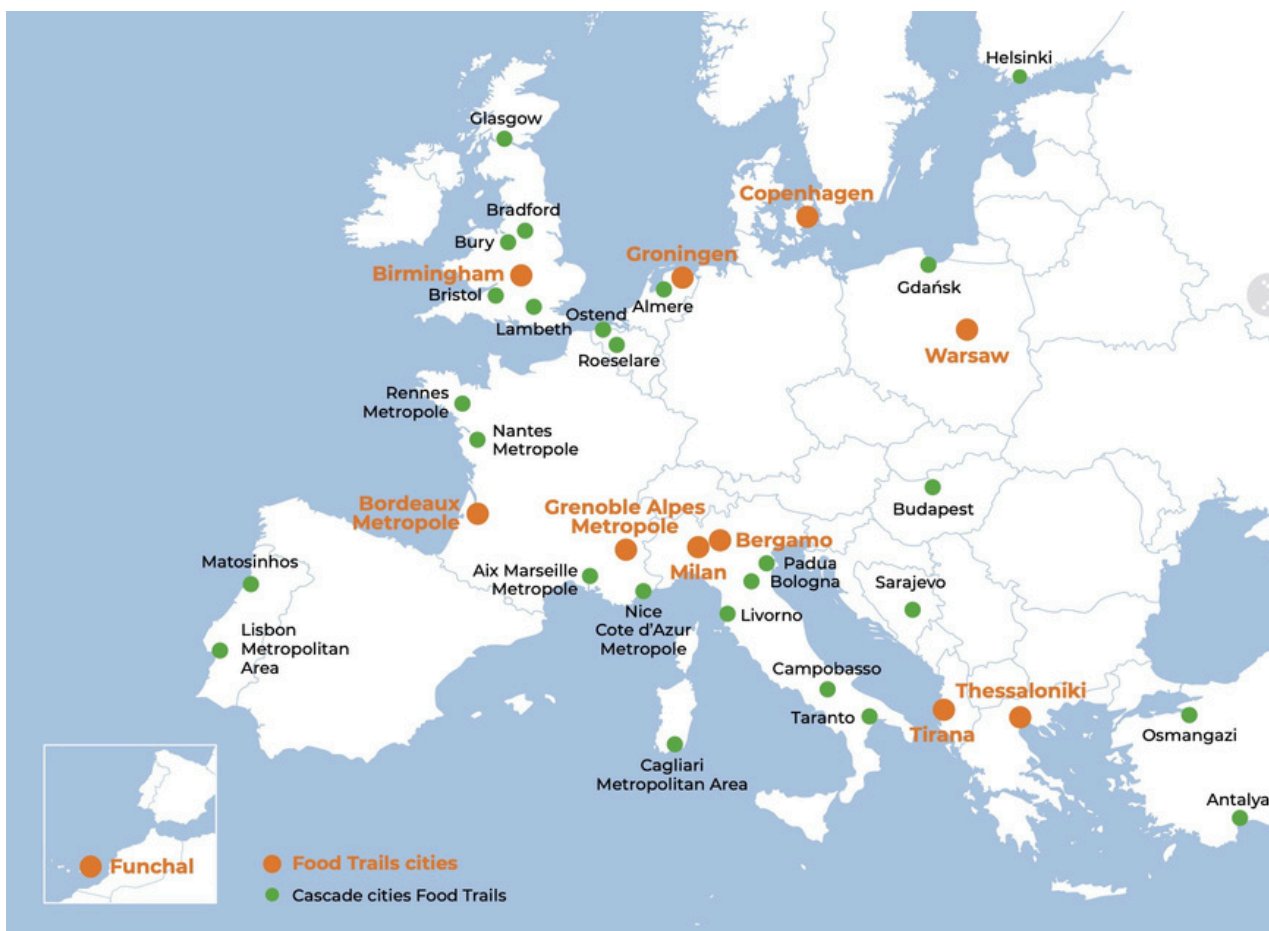 Helsinki
Glasgow
Copenhagen
Bradford
Bury
Groningen
Birmingham
Gdańsk
Bristol
Almere
Ostend
Lambeth
Warsaw
Roeselare
Rennes
Metropole
Nantes
Metropole
Bordeaux
Metropole
Grenoble Alpes
Metropole
Budapest
Bergamo
Milan
Padua
Bologna
Matosinhos
Aix Marseille
Metropole
Sarajevo
Nice
Cote d'Azur
Metropole
Livorno
Lisbon
Metropolitan
Area
Campobasso
Thessaloniki
Taranto
Tirana
Osmangazi
Cagliari
Metropolitan Area
Antalya
Funchal
Food Trails cities
Cascade cities Food Trails